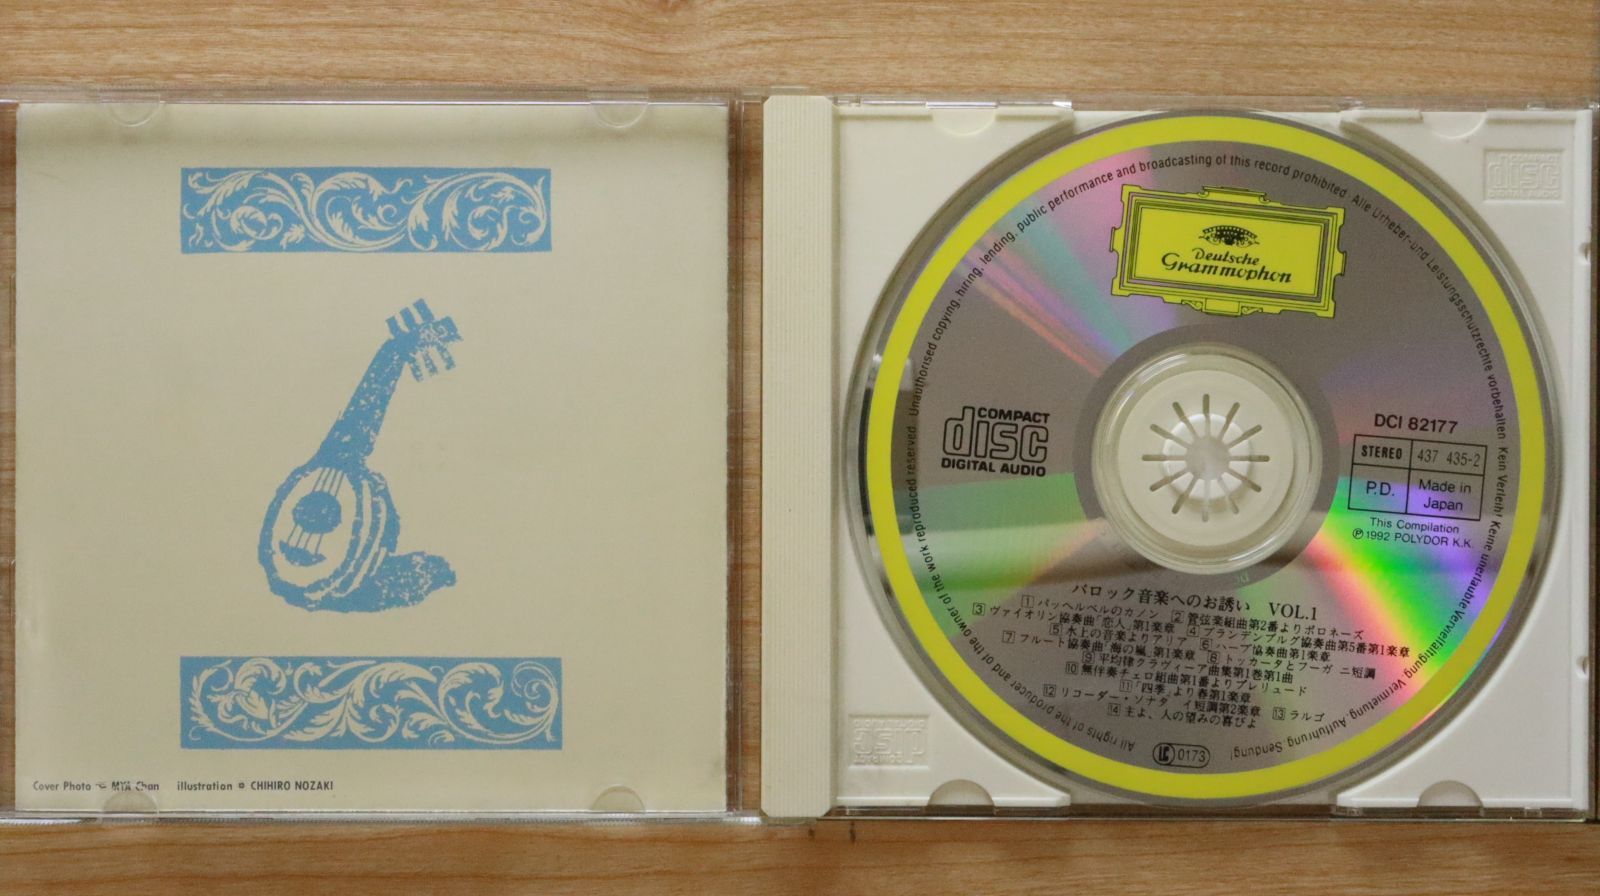 Cover Photo MYA Chan illustration CHIHIRO NOZAKI
Unauthorised copying, hiring, lending, public performance and broadcasting of this record prohibited. Alle Urheber-und Leistungsschutzrechte vorbehalten. Kein Verleih! Keine unerlaubte Vervielfältigung, Vermietung, Aufführung, Sendung!
All rights of the producer and of the owner of the work reproduced reserved.
Deutsche
Grammophon
COMPACT
disc
DIGITAL AUDIO
DCI 82177
STEREO 437 435-2
P.D. Made in
Japan
This Compilation
℗ 1992 POLYDOR K.K.
バロック音楽へのお誘い VOL.1
1 パッヘルベルのカノン 2 管弦楽組曲第2番よりポロネーズ
3 ヴァイオリン協奏曲「恋人」第1楽章 4 ブランデンブルグ協奏曲第5番第1楽章
5 水上の音楽よりアリア 6 ハープ協奏曲第1楽章
7 フルート協奏曲「海の嵐」第1楽章 8 トッカータとフーガ ニ短調
9 平均律クラヴィーア曲集第1巻第1曲
10 無伴奏チェロ組曲第1番よりプレリュード
11 「四季」より春第1楽章
12 リコーダー・ソナタ イ短調第2楽章 13 ラルゴ
14 主よ、人の望みの喜びよ
LC 0173
COMPACT
disc
DIGITAL AUDIO
COMPACT
disc
DIGITAL AUDIO